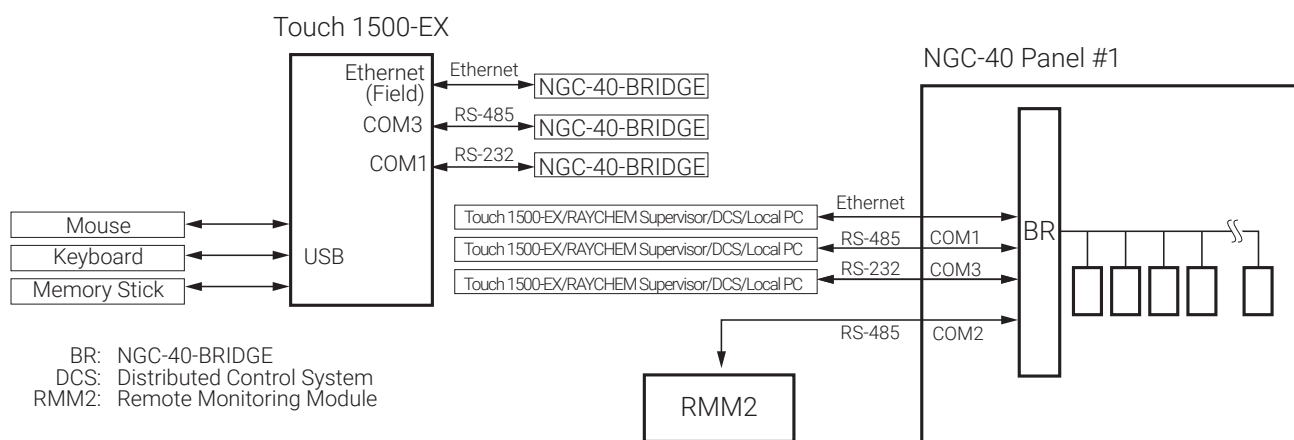 Touch 1500-EX
Ethernet
(Field)
COM3
COM1
USB
Ethernet
RS-485
RS-232
NGC-40-BRIDGE
NGC-40-BRIDGE
NGC-40-BRIDGE
Mouse
Keyboard
Memory Stick
NGC-40 Panel #1
Touch 1500-EX/RAYCHEM Supervisor/DCS/Local PC
Ethernet
Touch 1500-EX/RAYCHEM Supervisor/DCS/Local PC
RS-485 COM1
Touch 1500-EX/RAYCHEM Supervisor/DCS/Local PC
RS-232 COM3
BR
RS-485 COM2
RMM2
BR: NGC-40-BRIDGE
DCS: Distributed Control System
RMM2: Remote Monitoring Module